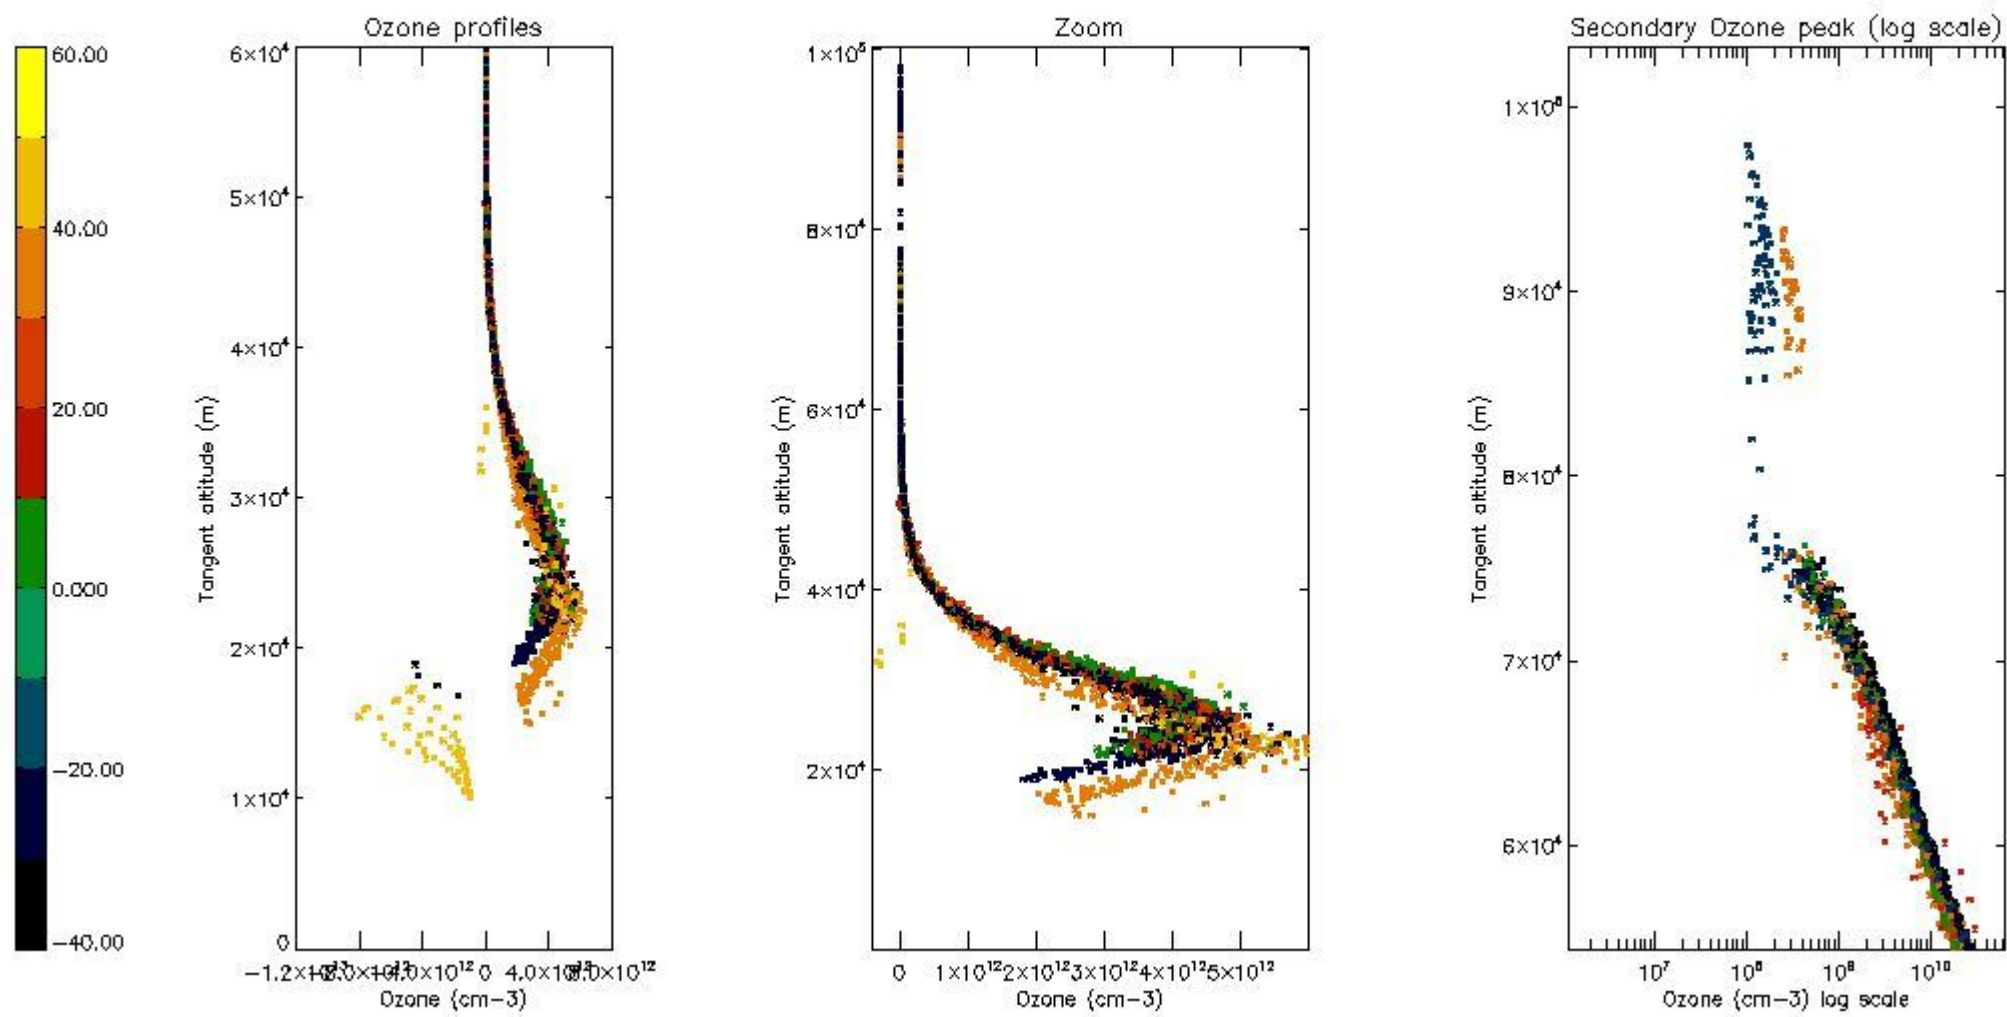 Ozone profiles
Zoom
Secondary Ozone peak (log scale)
60.00
40.00
20.00
0.000
−20.00
−40.00
6×10⁴
5×10⁴
4×10⁴
3×10⁴
2×10⁴
1×10⁴
0
Tangent altitude (m)
0
Ozone (cm−3)
1×10⁵
8×10⁴
6×10⁴
4×10⁴
2×10⁴
Tangent altitude (m)
0 1×10¹² 2×10¹² 3×10¹² 4×10¹² 5×10¹²
Ozone (cm−3)
9×10⁴
8×10⁴
7×10⁴
6×10⁴
Tangent altitude (m)
10⁷ 10⁸ 10⁹ 10¹⁰
Ozone (cm−3) log scale